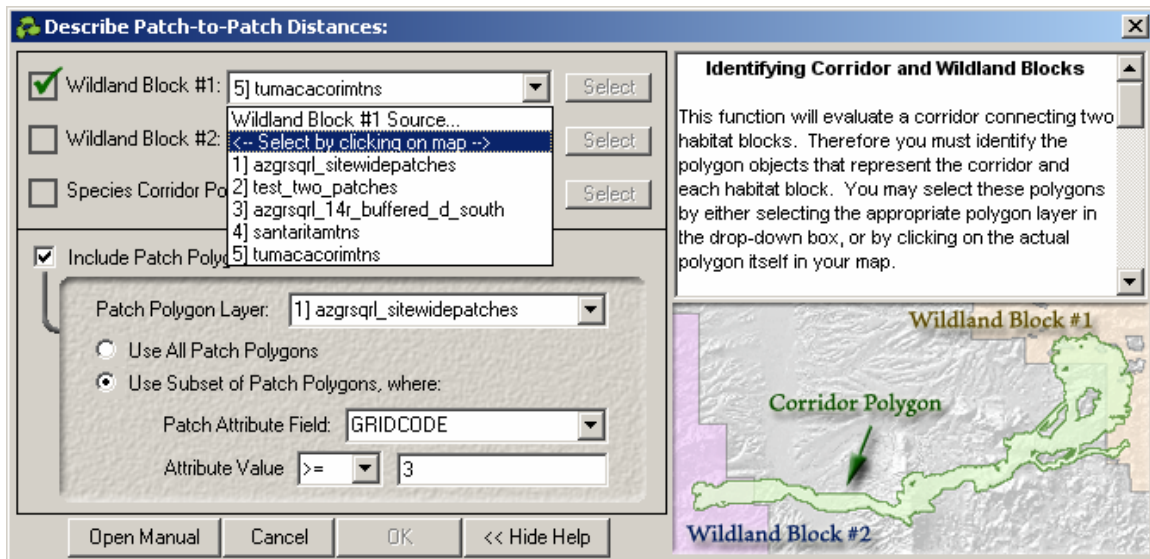 Describe Patch-to-Patch Distances:
Wildland Block #1:
5] tumacacorimtns
Select
Wildland Block #1 Source...
<-- Select by clicking on map -->
1] azgrsqrl_sitewidepatches
2] test_two_patches
3] azgrsqrl_14r_buffered_d_south
4] santaritamtns
5] tumacacorimtns
Wildland Block #2:
Select
Species Corridor Po
Select
Include Patch Polyg
Patch Polygon Layer:
1] azgrsqrl_sitewidepatches
Use All Patch Polygons
Use Subset of Patch Polygons, where:
Patch Attribute Field:
GRIDCODE
Attribute Value
>=
3
Open Manual
Cancel
OK
<< Hide Help
Identifying Corridor and Wildland Blocks
This function will evaluate a corridor connecting two
habitat blocks. Therefore you must identify the
polygon objects that represent the corridor and
each habitat block. You may select these polygons
by either selecting the appropriate polygon layer in
the drop-down box, or by clicking on the actual
polygon itself in your map.
Wildland Block #1
Corridor Polygon
Wildland Block #2